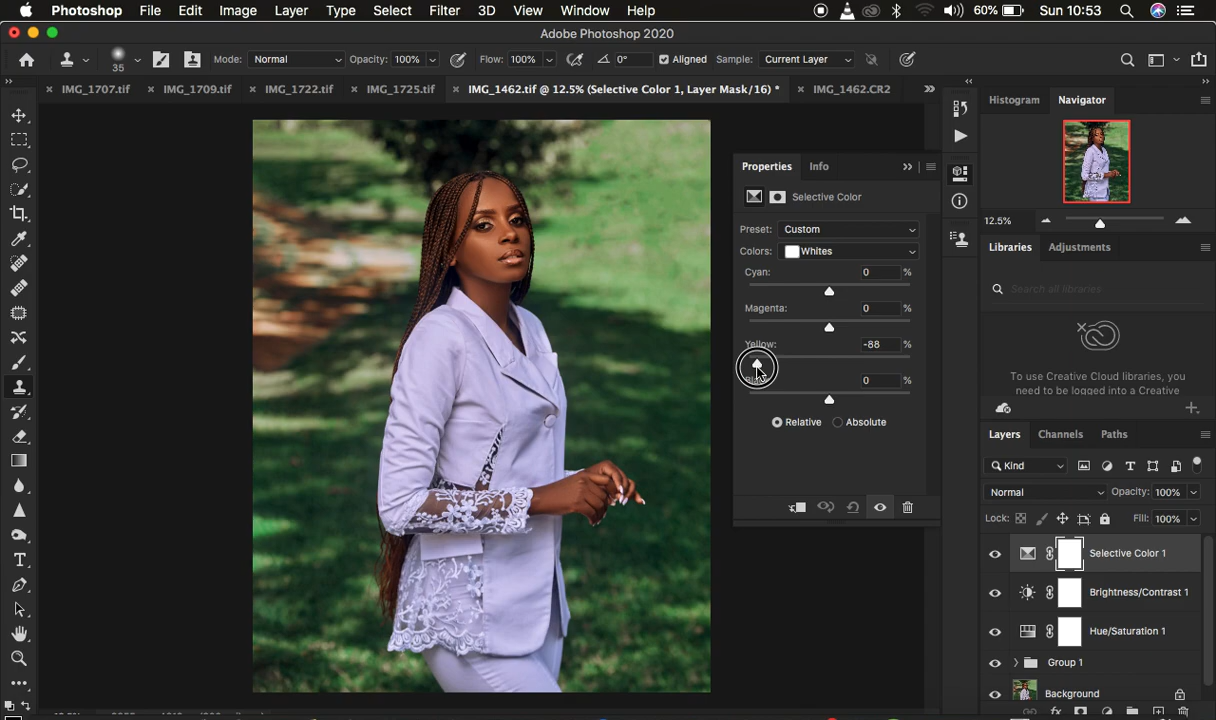 Photoshop File Edit Image Layer Type Select Filter 3D View Window Help 60% Sun 10:53
Adobe Photoshop 2020
35 Mode: Normal Opacity: 100% Flow: 100% 0° Aligned Sample: Current Layer
IMG_1707.tif IMG_1709.tif IMG_1722.tif IMG_1725.tif IMG_1462.tif @ 12.5% (Selective Color 1, Layer Mask/16) * IMG_1462.CR2
Histogram Navigator
12.5%
Properties Info
Selective Color
Preset: Custom
Colors: Whites
Cyan: 0 %
Magenta: 0 %
Yellow: -88 %
0 %
Relative Absolute
Libraries Adjustments
Search all libraries
To use Creative Cloud libraries, you
need to be logged into a Creative
Layers Channels Paths
Kind
Normal Opacity: 100%
Lock: Fill: 100%
Selective Color 1
Brightness/Contrast 1
Hue/Saturation 1
Group 1
Background